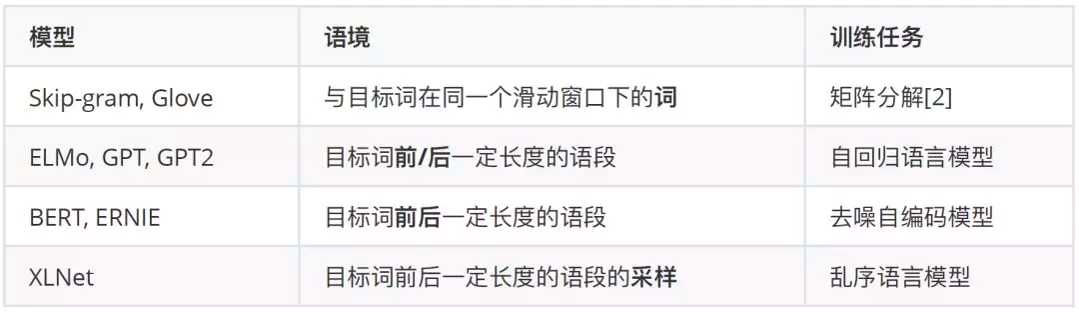 模型 语境 训练任务
Skip-gram, Glove 与目标词在同一个滑动窗口下的词 矩阵分解[2]
ELMo, GPT, GPT2 目标词前/后一定长度的语段 自回归语言模型
BERT, ERNIE 目标词前后一定长度的语段 去噪自编码模型
XLNet 目标词前后一定长度的语段的采样 乱序语言模型